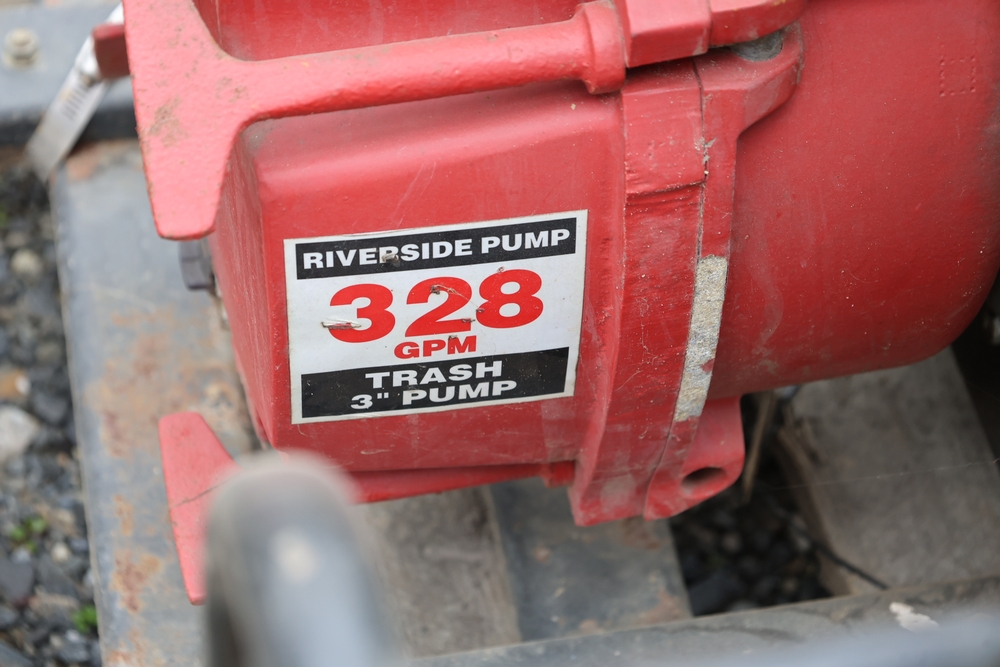 RIVERSIDE PUMP
328
GPM
TRASH
3" PUMP